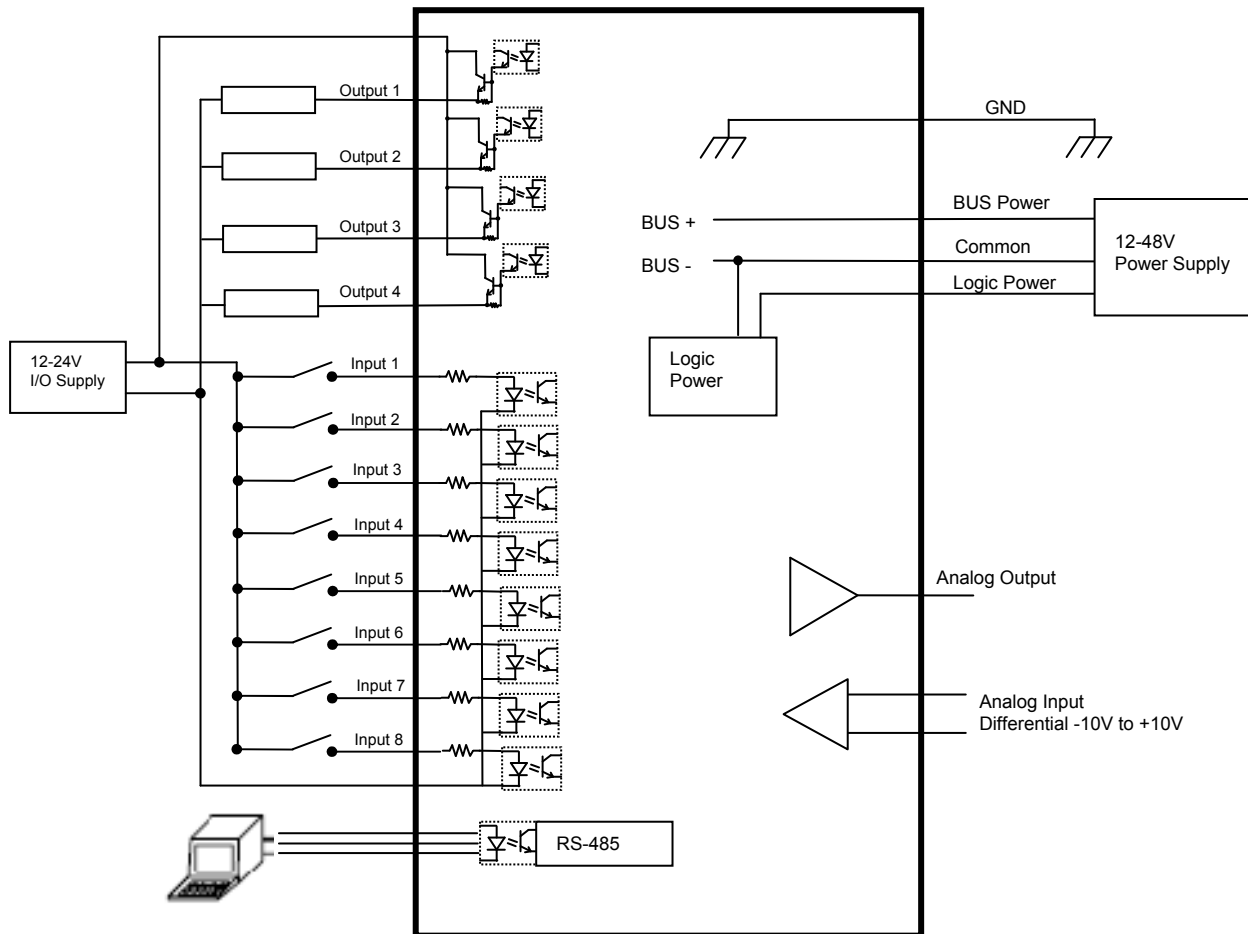 Output 1
Output 2
Output 3
Output 4
12-24V
I/O Supply
Input 1
Input 2
Input 3
Input 4
Input 5
Input 6
Input 7
Input 8
RS-485
GND
BUS +
BUS Power
BUS -
Common
Logic Power
12-48V
Power Supply
Logic
Power
Analog Output
Analog Input
Differential -10V to +10V